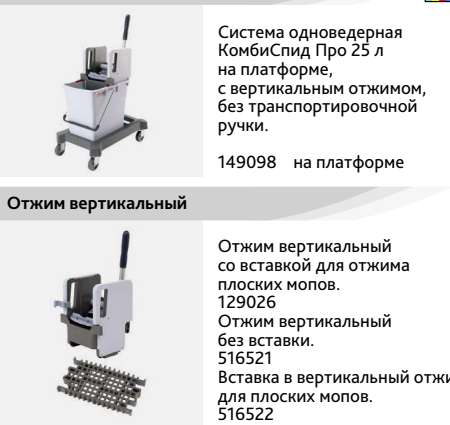 Система одноведерная
КомбиСпид Про 25 л
на платформе,
с вертикальным отжимом,
без транспортировочной
ручки.
149098 на платформе
Отжим вертикальный
Отжим вертикальный
со вставкой для отжима
плоских мопов.
129026
Отжим вертикальный
без вставки.
516521
Вставка в вертикальный отжи
для плоских мопов.
516522